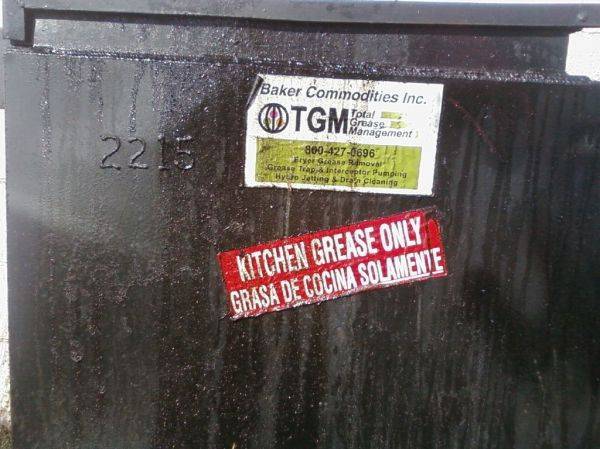 2215
Baker Commodities Inc.
TGM Total Grease Management
800-427-0696
Fryer Grease Removal
Grease Trap & Interceptor Pumping
Hydro Jetting & Drain Cleaning
KITCHEN GREASE ONLY
GRASA DE COCINA SOLAMENTE